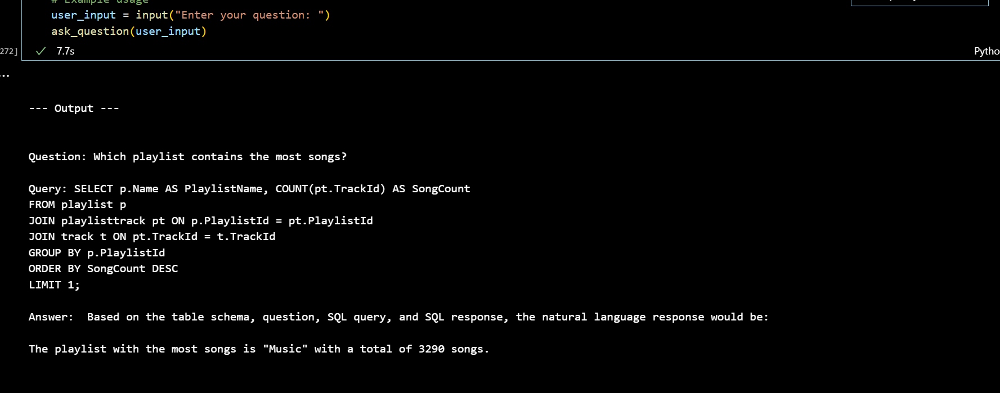 # Example usage
user_input = input("Enter your question: ")
ask_question(user_input)
272]
7.7s
Pytho
...
--- Output ---
Question: Which playlist contains the most songs?
Query: SELECT p.Name AS PlaylistName, COUNT(pt.TrackId) AS SongCount
FROM playlist p
JOIN playlisttrack pt ON p.PlaylistId = pt.PlaylistId
JOIN track t ON pt.TrackId = t.TrackId
GROUP BY p.PlaylistId
ORDER BY SongCount DESC
LIMIT 1;
Answer:  Based on the table schema, question, SQL query, and SQL response, the natural language response would be:
The playlist with the most songs is "Music" with a total of 3290 songs.